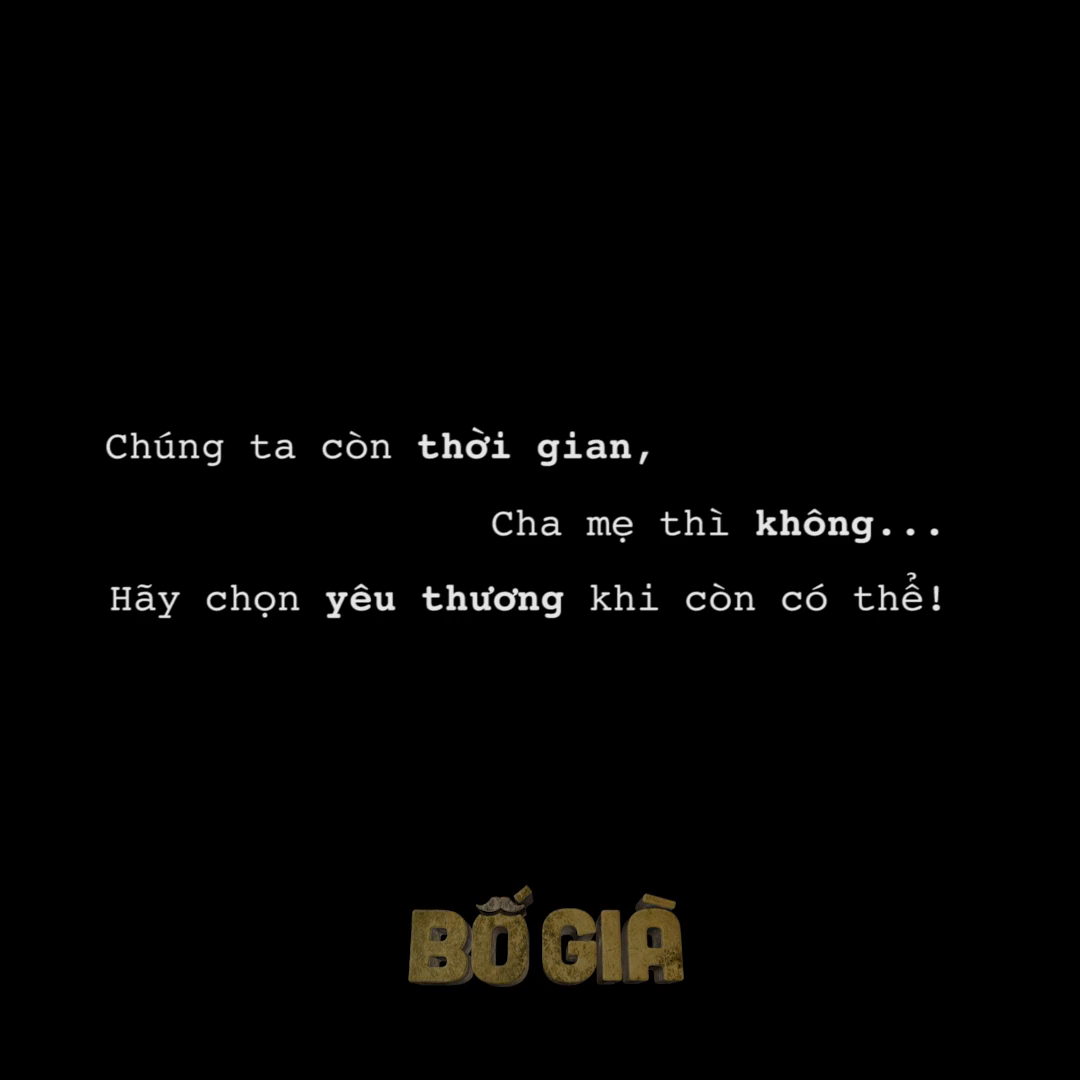 Chúng ta còn thời gian,
Cha mẹ thì không...
Hãy chọn yêu thương khi còn có thể!
BỐ GIÀ